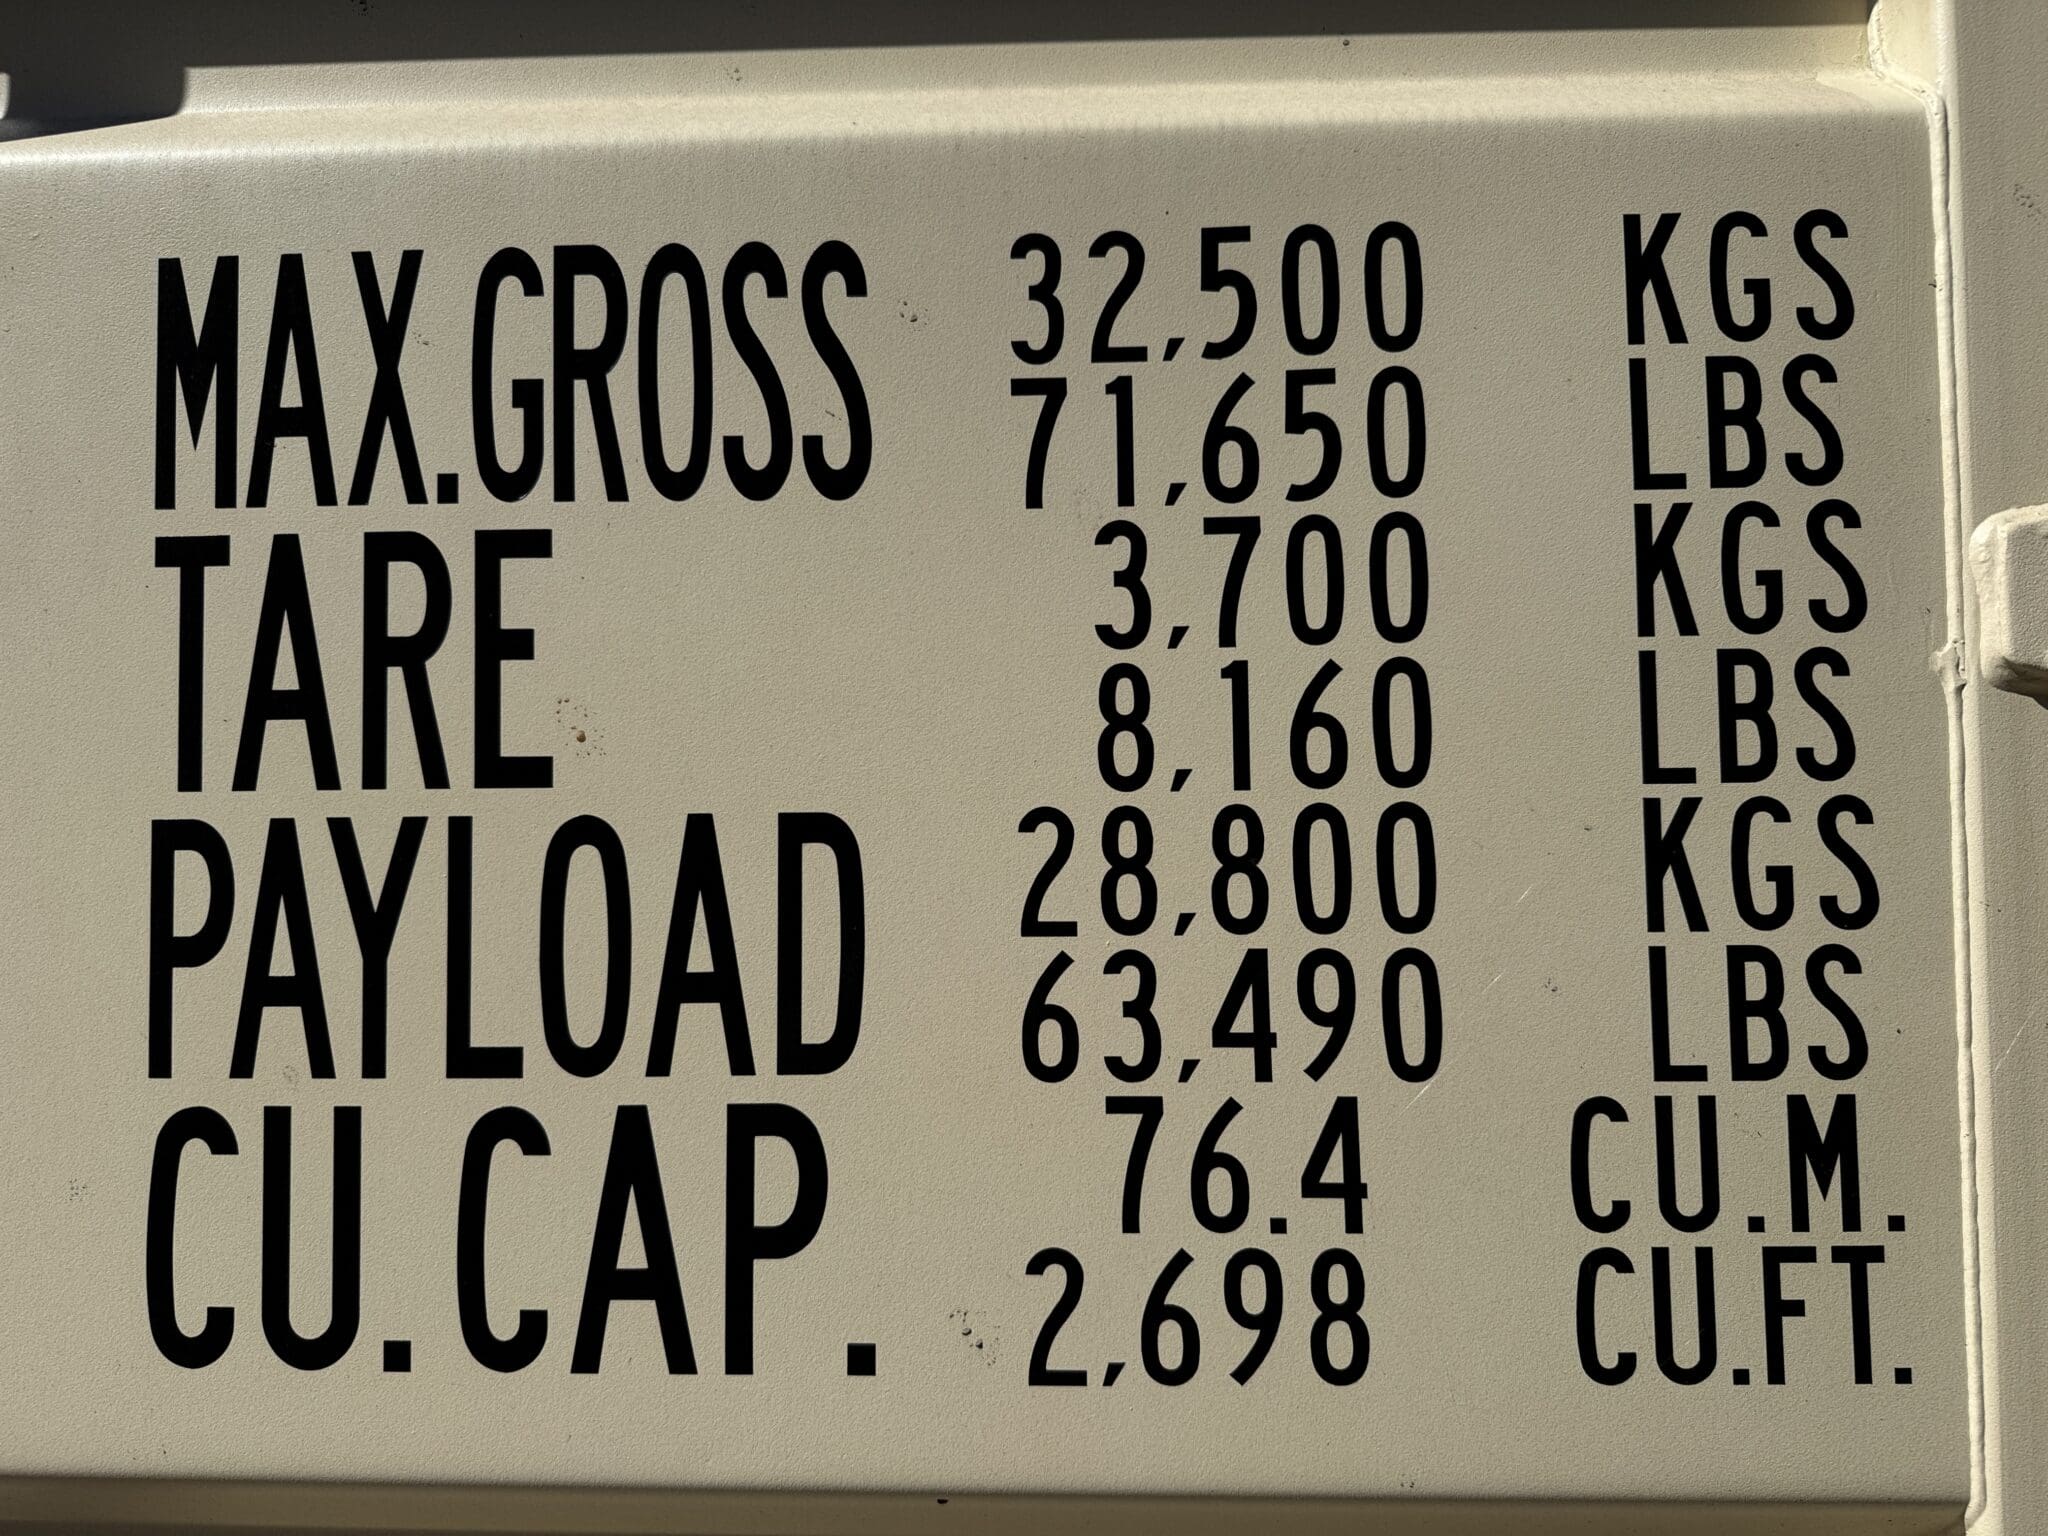 MAX.GROSS 32,500 KGS
71,650 LBS
TARE 3,700 KGS
8,160 LBS
PAYLOAD 28,800 KGS
63,490 LBS
CU.CAP. 76.4 CU.M.
2,698 CU.FT.